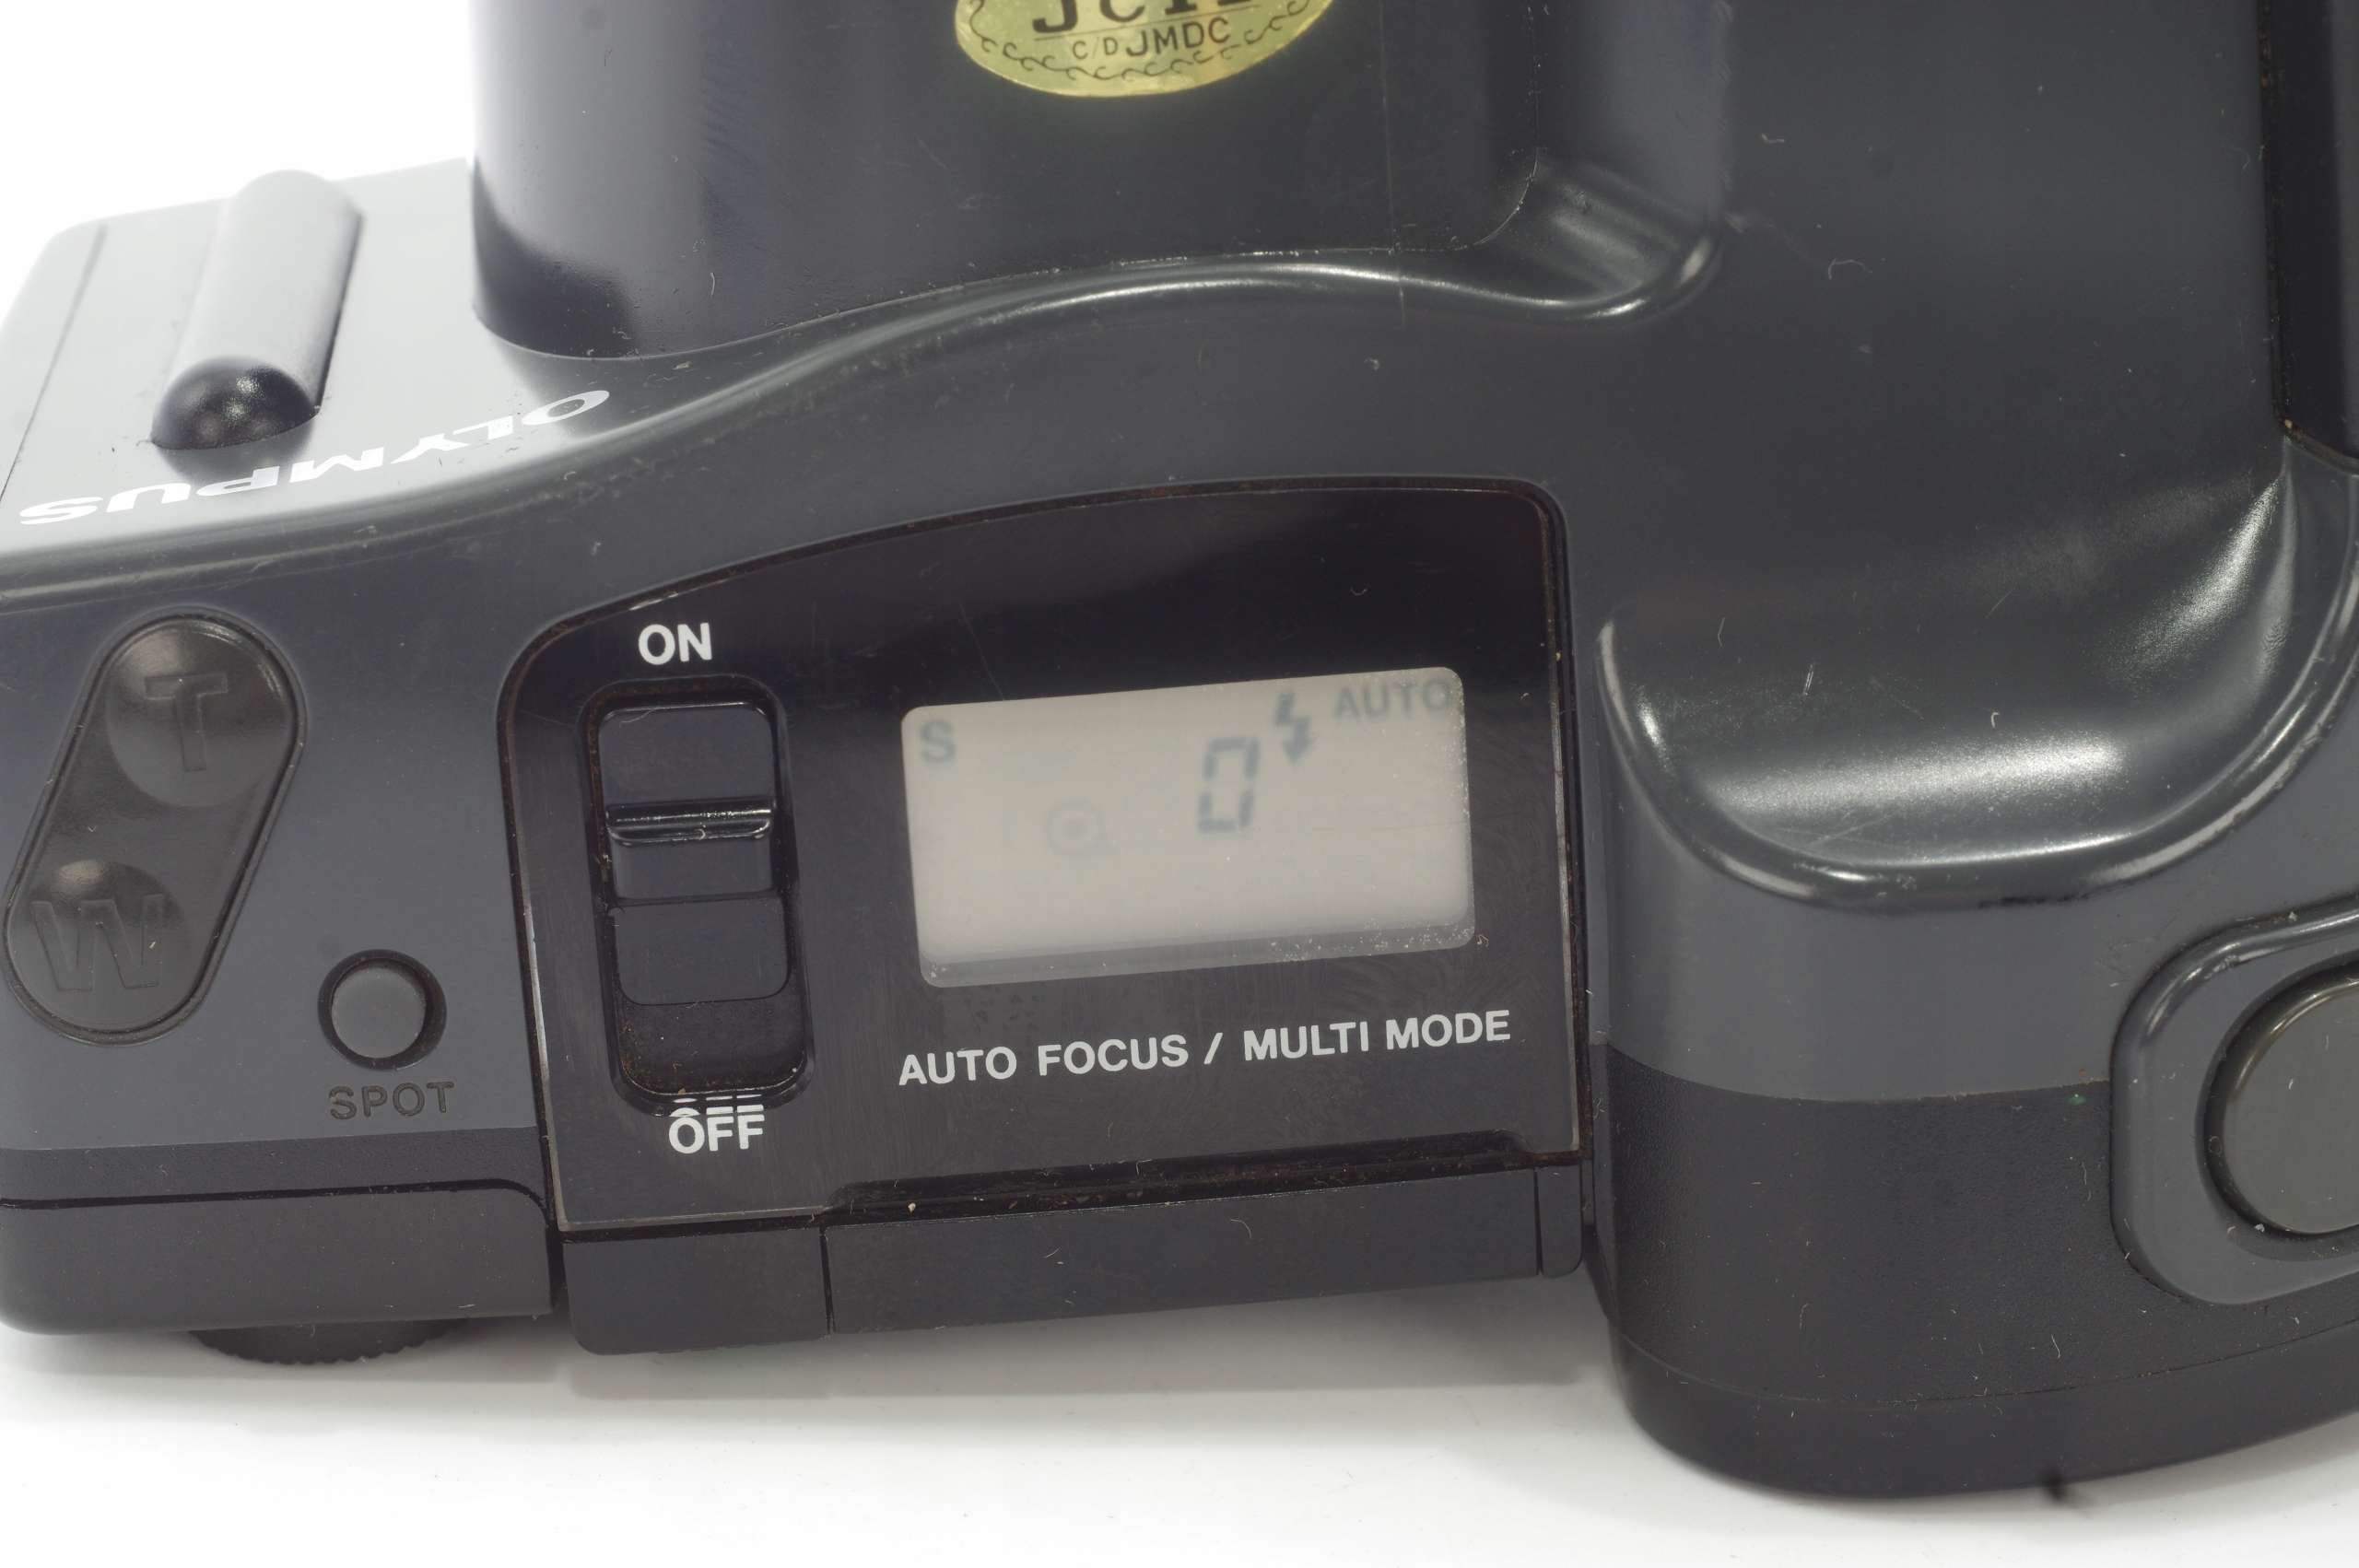 C/D JMDC
OLYMPUS
ON
T
S
AUTO
0
W
AUTO FOCUS / MULTI MODE
SPOT
OFF